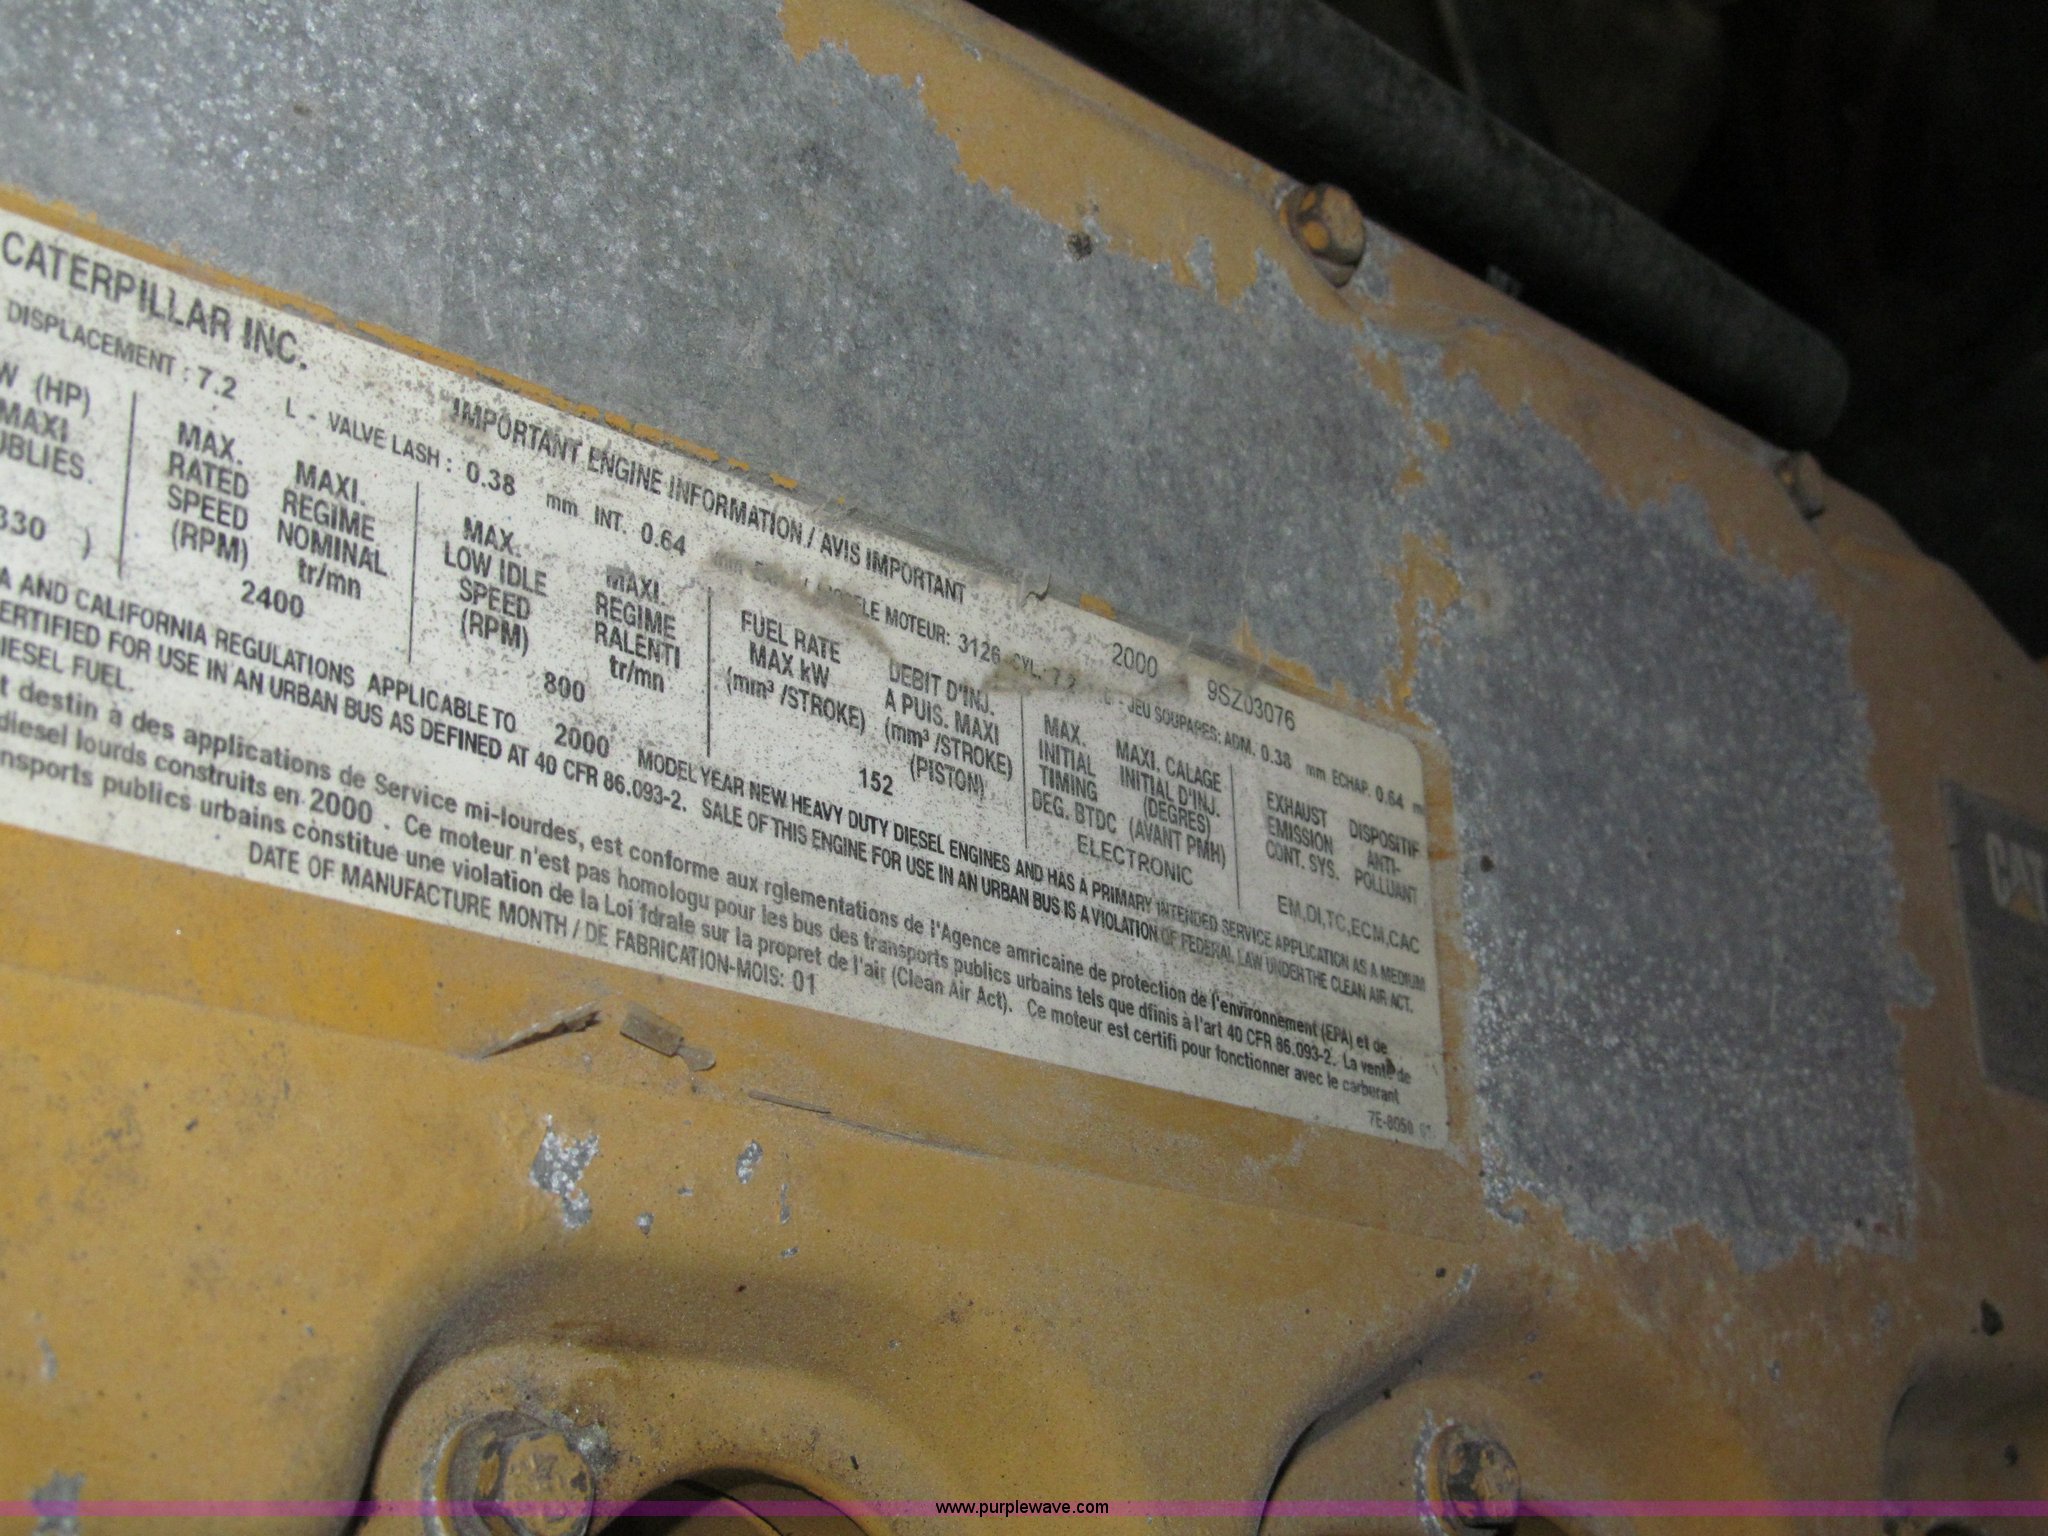 CATERPILLAR INC.
IMPORTANT ENGINE INFORMATION / AVIS IMPORTANT
2000 9SZ03076
DISPLACEMENT : 7.2 L - VALVE LASH : 0.38 mm INT. 0.64 MOTEUR: 3126 CYL.: 7.2 L - JEU SOUPAPES: ADM. 0.38 mm ECHAP. 0.64 m
W (HP)
MAXI
UBLIES.
330 )
MAX.
RATED
SPEED
(RPM)
MAXI.
REGIME
NOMINAL
tr/mn
2400
MAX.
LOW IDLE
SPEED
(RPM)
MAXI.
REGIME
RALENTI
tr/mn
800
FUEL RATE
MAX kW
(mm³ /STROKE)
DEBIT D'INJ.
A PUIS. MAXI
(mm³ /STROKE)
(PISTON)
152
MAX.
INITIAL
TIMING
DEG. BTDC
MAXI. CALAGE
INITIAL D'INJ.
(DEGRES)
(AVANT PMH)
ELECTRONIC
EXHAUST
EMISSION
CONT. SYS.
DISPOSITIF
ANTI-
POLLUANT
EM,DI,TC,ECM,CAC
A AND CALIFORNIA REGULATIONS APPLICABLE TO 2000 MODEL YEAR NEW HEAVY DUTY DIESEL ENGINES AND HAS A PRIMARY INTENDED SERVICE APPLICATION AS A MEDIUM
ERTIFIED FOR USE IN AN URBAN BUS AS DEFINED AT 40 CFR 86.093-2. SALE OF THIS ENGINE FOR USE IN AN URBAN BUS IS A VIOLATION OF FEDERAL LAW UNDER THE CLEAN AIR ACT.
IESEL FUEL.
t destin à des applications de Service mi-lourdes, est conforme aux rglementations de l'Agence amricaine de protection de l'environnement (EPA) et de
diesel lourds construits en 2000 . Ce moteur n'est pas homologu pour les bus des transports publics urbains tels que dfinis à l'art 40 CFR 86.093-2. La vente de
nsports publics urbains constitue une violation de la Loi fdrale sur la propret de l'air (Clean Air Act). Ce moteur est certifi pour fonctionner avec le carburant
DATE OF MANUFACTURE MONTH / DE FABRICATION-MOIS: 01
7E-8050
CAT
www.purplewave.com